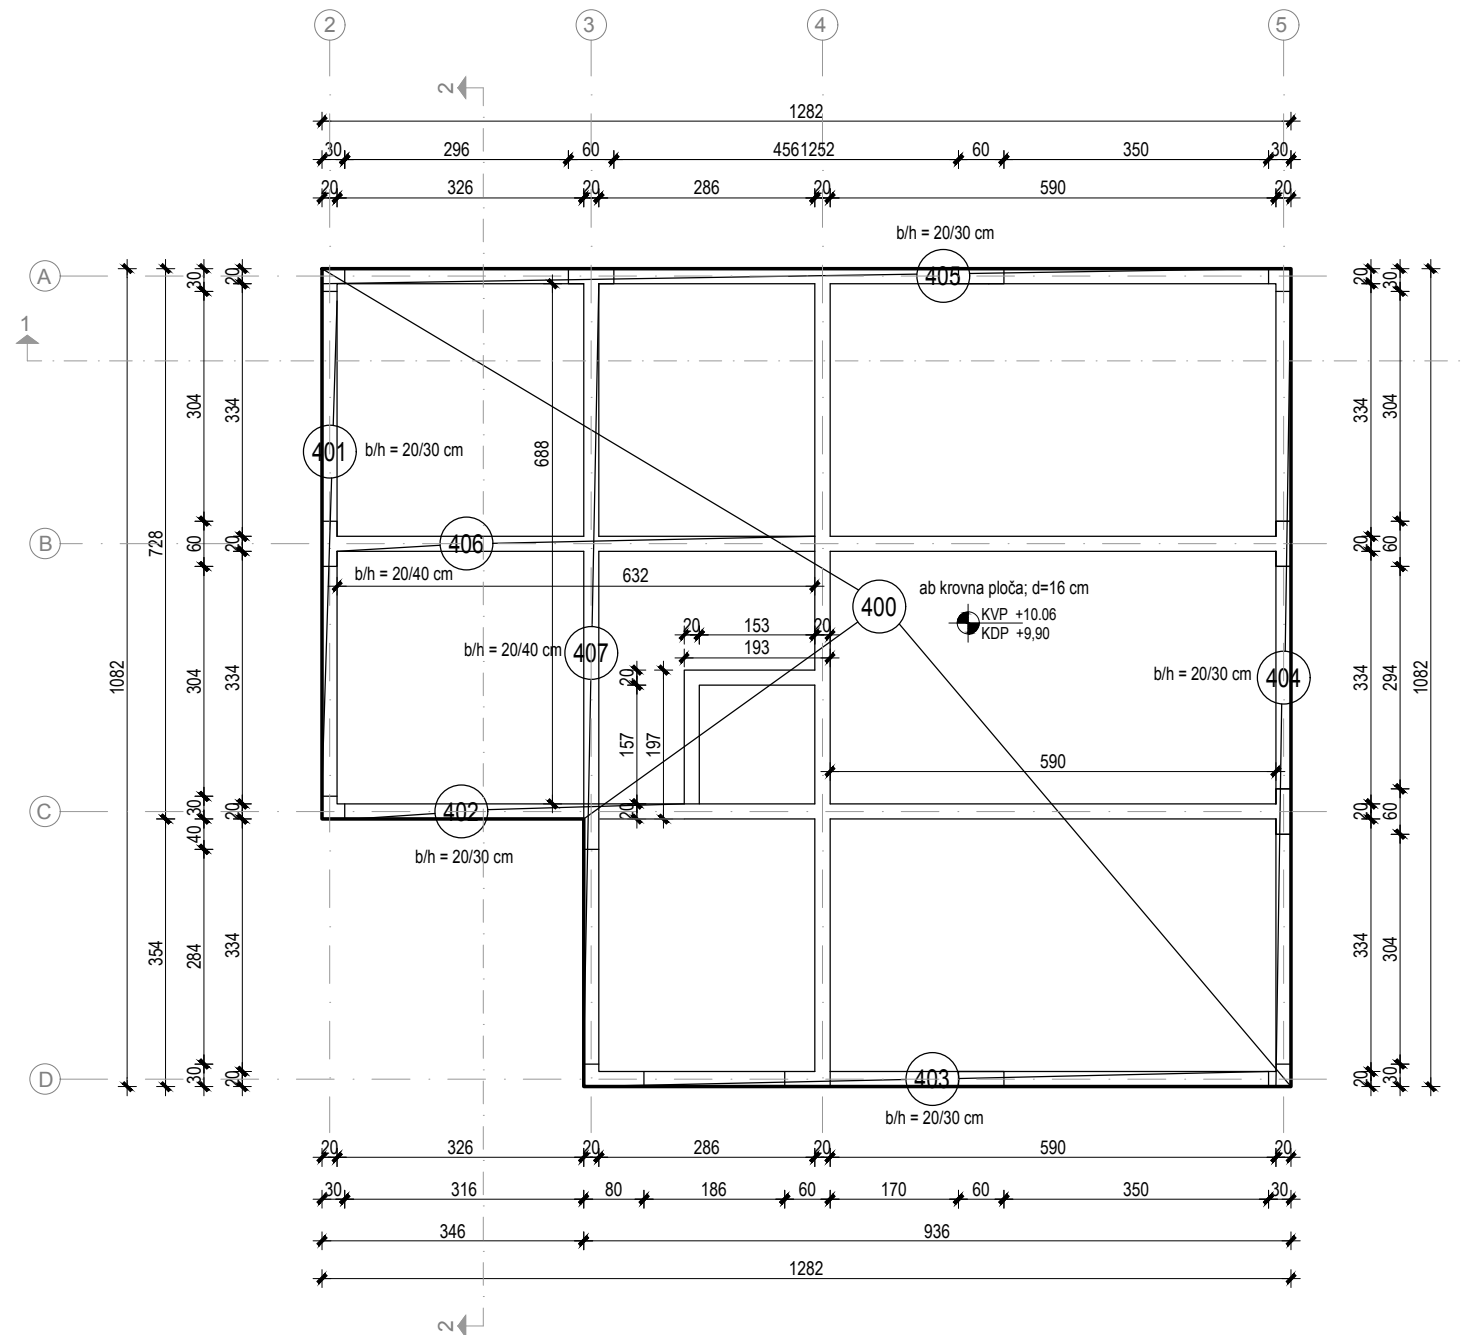 2 3 4 5
2
1282
30 296 60 4561252 60 350 30
20 326 20 286 20 590 20
b/h = 20/30 cm
A 405
1
30 304 60 304 30 40 284 30
20 334 20 334 20 334 20
728
354
1082
401 b/h = 20/30 cm
688
B 406
b/h = 20/40 cm
632
400
ab krovna ploča; d=16 cm
KVP +10.06
KDP +9,90
20 153 20
193
b/h = 20/40 cm
407
20 157 20
197
b/h = 20/30 cm
404
590
C 402
b/h = 20/30 cm
20 334 20 334 20 334 20
30 304 60 294 60 304 30
1082
D 403
b/h = 20/30 cm
20 326 20 286 20 590 20
30 316 80 186 60 170 60 350 30
346 936
1282
2